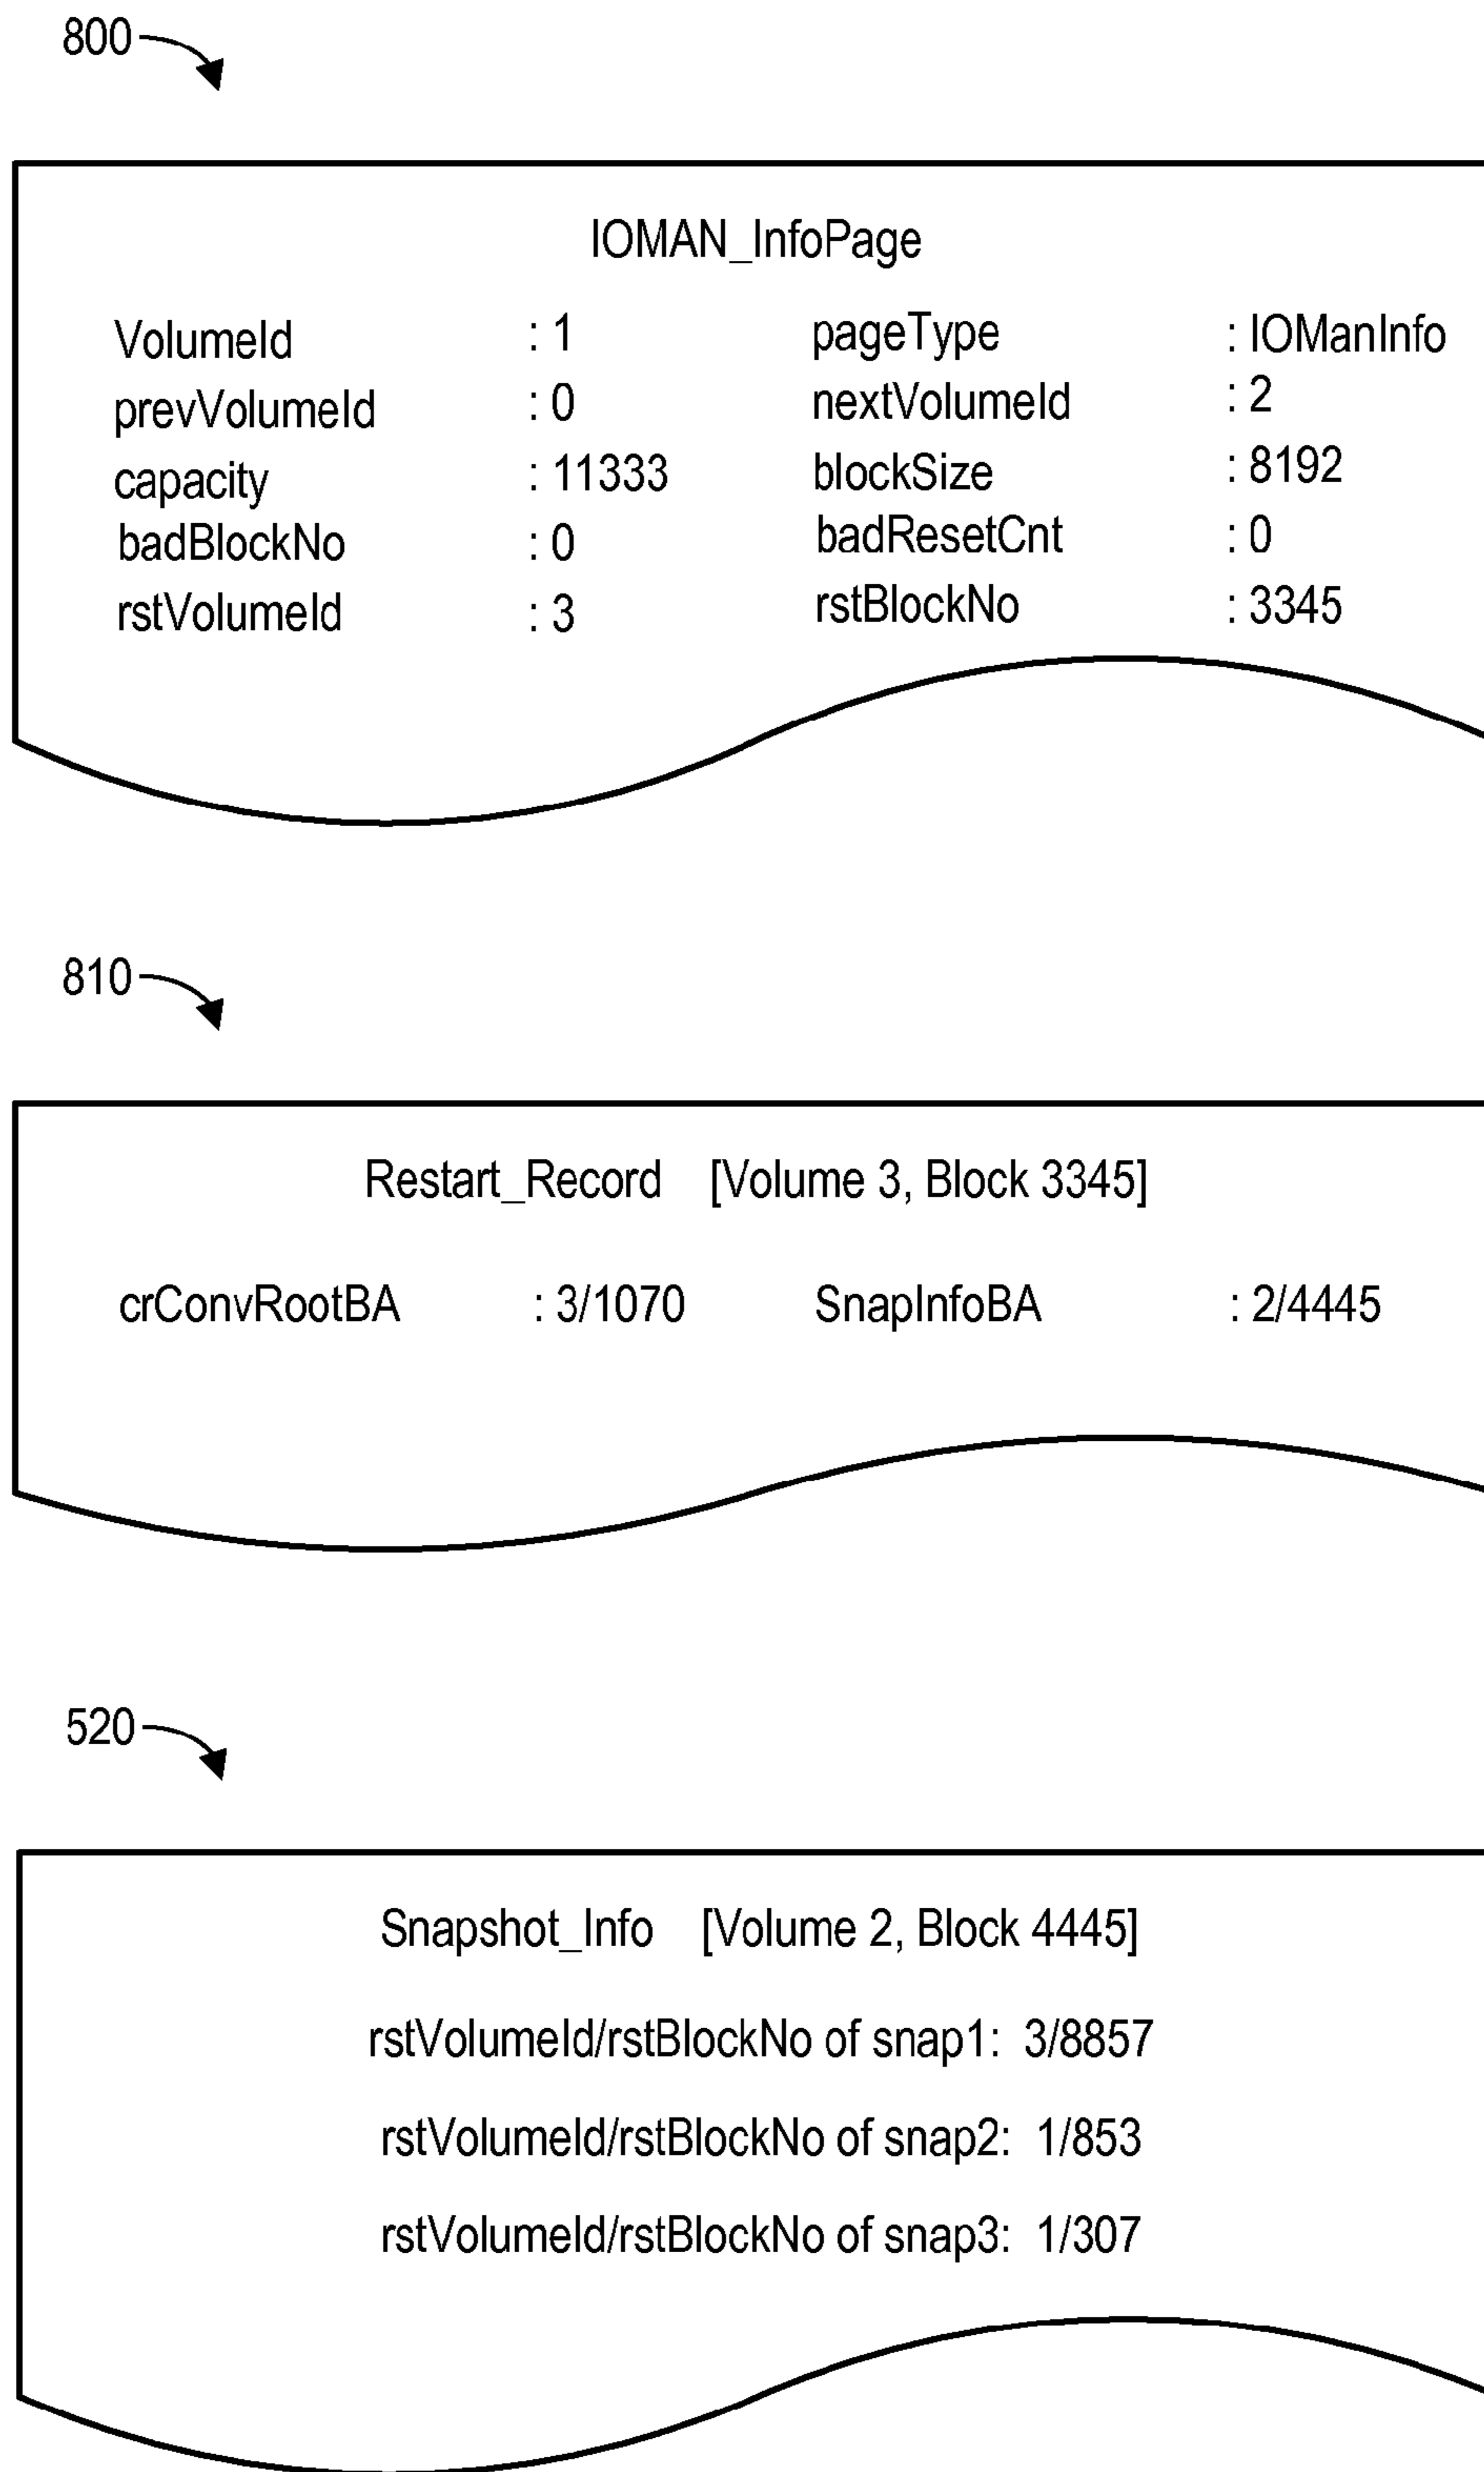 800
IOMAN_InfoPage
VolumeId : 1 pageType : IOManInfo
prevVolumeId : 0 nextVolumeId : 2
capacity : 11333 blockSize : 8192
badBlockNo : 0 badResetCnt : 0
rstVolumeId : 3 rstBlockNo : 3345
810
Restart_Record [Volume 3, Block 3345]
crConvRootBA : 3/1070 SnapInfoBA : 2/4445
520
Snapshot_Info [Volume 2, Block 4445]
rstVolumeId/rstBlockNo of snap1: 3/8857
rstVolumeId/rstBlockNo of snap2: 1/853
rstVolumeId/rstBlockNo of snap3: 1/307